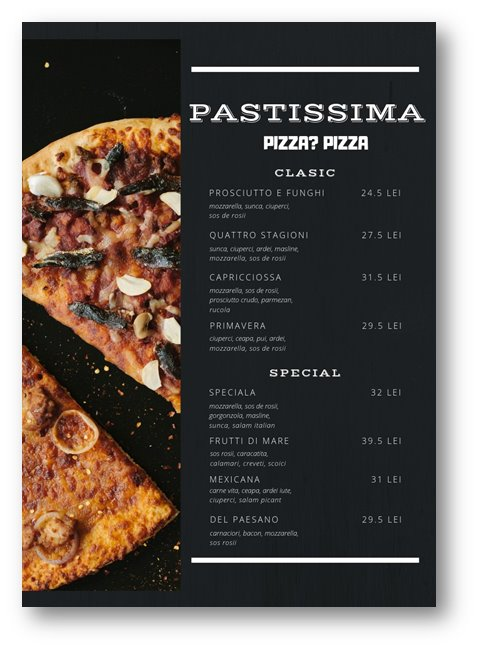 PASTISSIMA
PIZZA? PIZZA
CLASIC
PROSCIUTTO E FUNGHI 24.5 LEI
mozzarella, sunca, ciuperci,
sos de rosii
QUATTRO STAGIONI 27.5 LEI
sunca, ciuperci, ardei, masline,
mozzarella, sos de rosii
CAPRICCIOSSA 31.5 LEI
mozzarella, sos de rosii,
prosciutto crudo, parmezan,
rucola
PRIMAVERA 29.5 LEI
ciuperci, ceapa, pui, ardei,
mozzarella, sos de rosii
SPECIAL
SPECIALA 32 LEI
mozzarella, sos de rosii,
gorgonzola, masline,
sunca, salam italian
FRUTTI DI MARE 39.5 LEI
sos rosii, caracatita,
calamari, creveti, scoici
MEXICANA 31 LEI
carne vita, ceapa, ardei iute,
ciuperci, salam picant
DEL PAESANO 29.5 LEI
carnaciori, bacon, mozzarella,
sos rosii